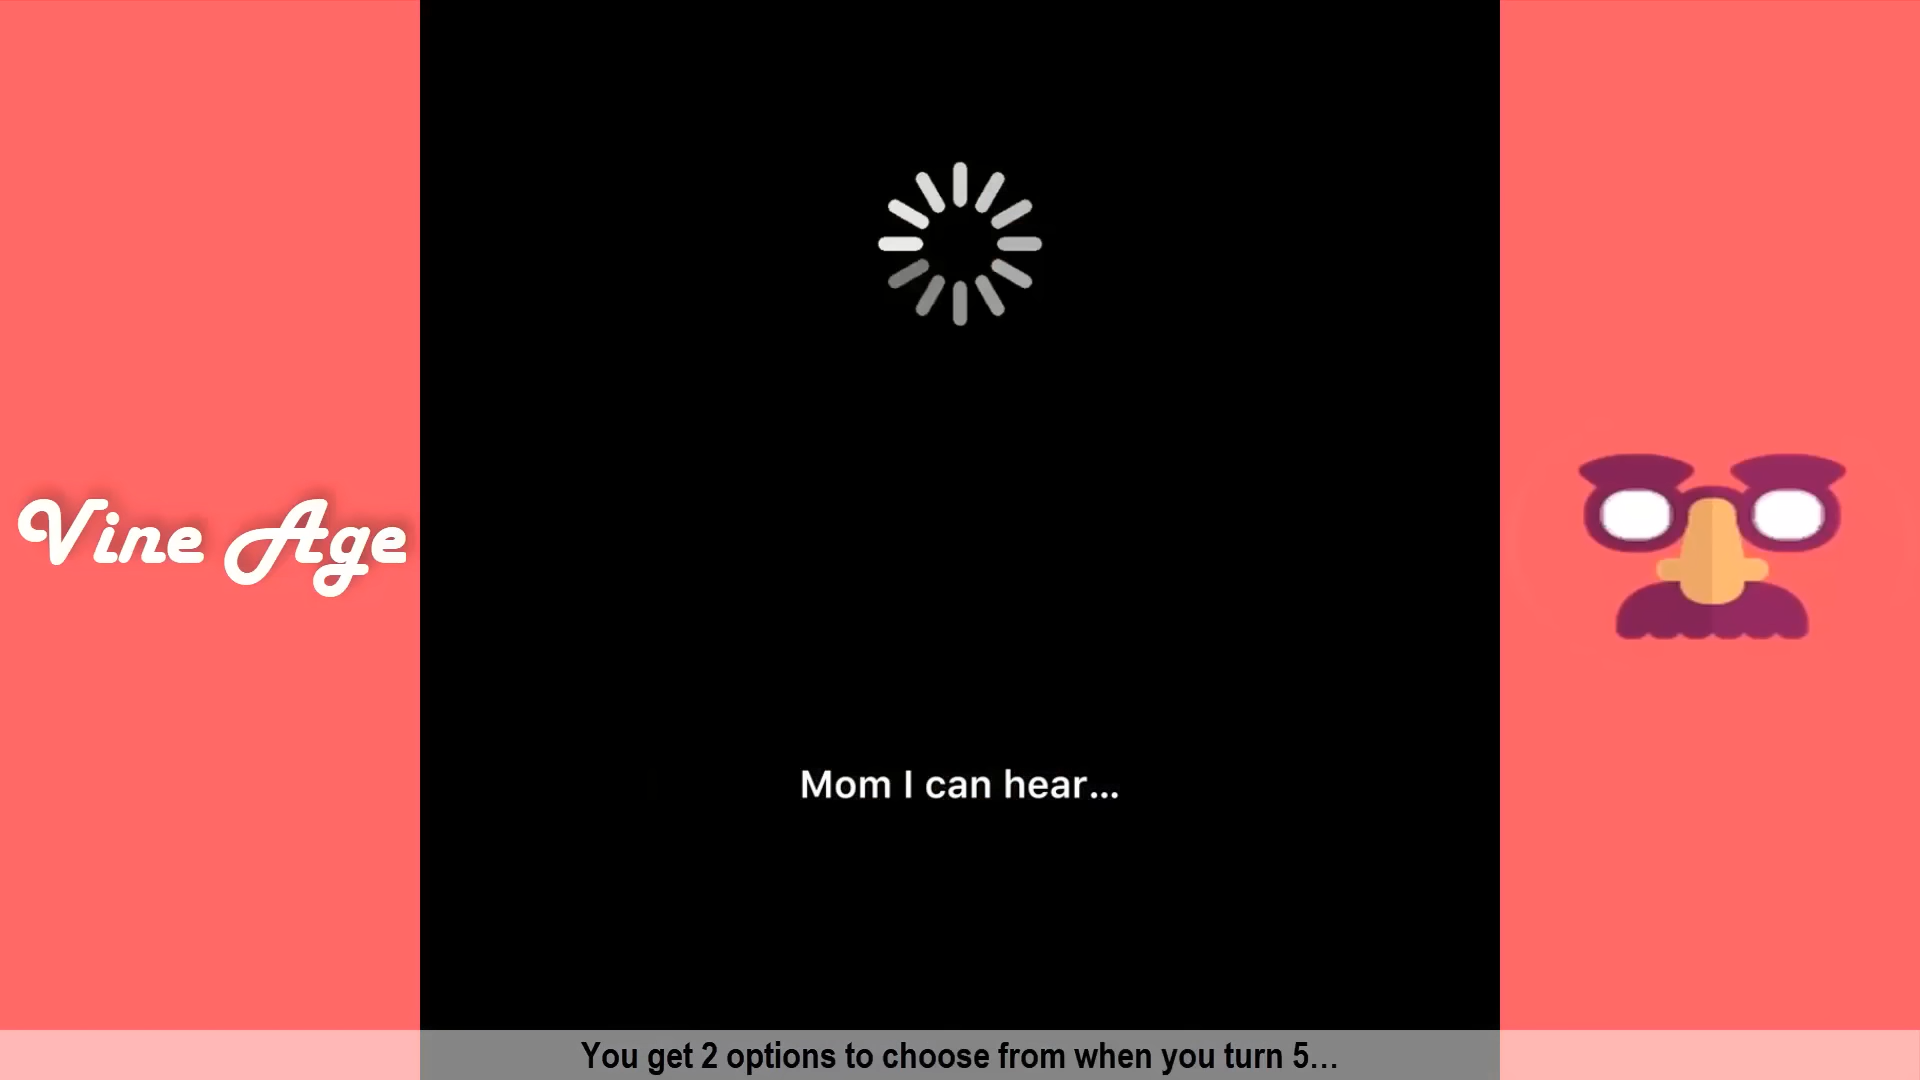 Vine Age
Mom I can hear...
You get 2 options to choose from when you turn 5...